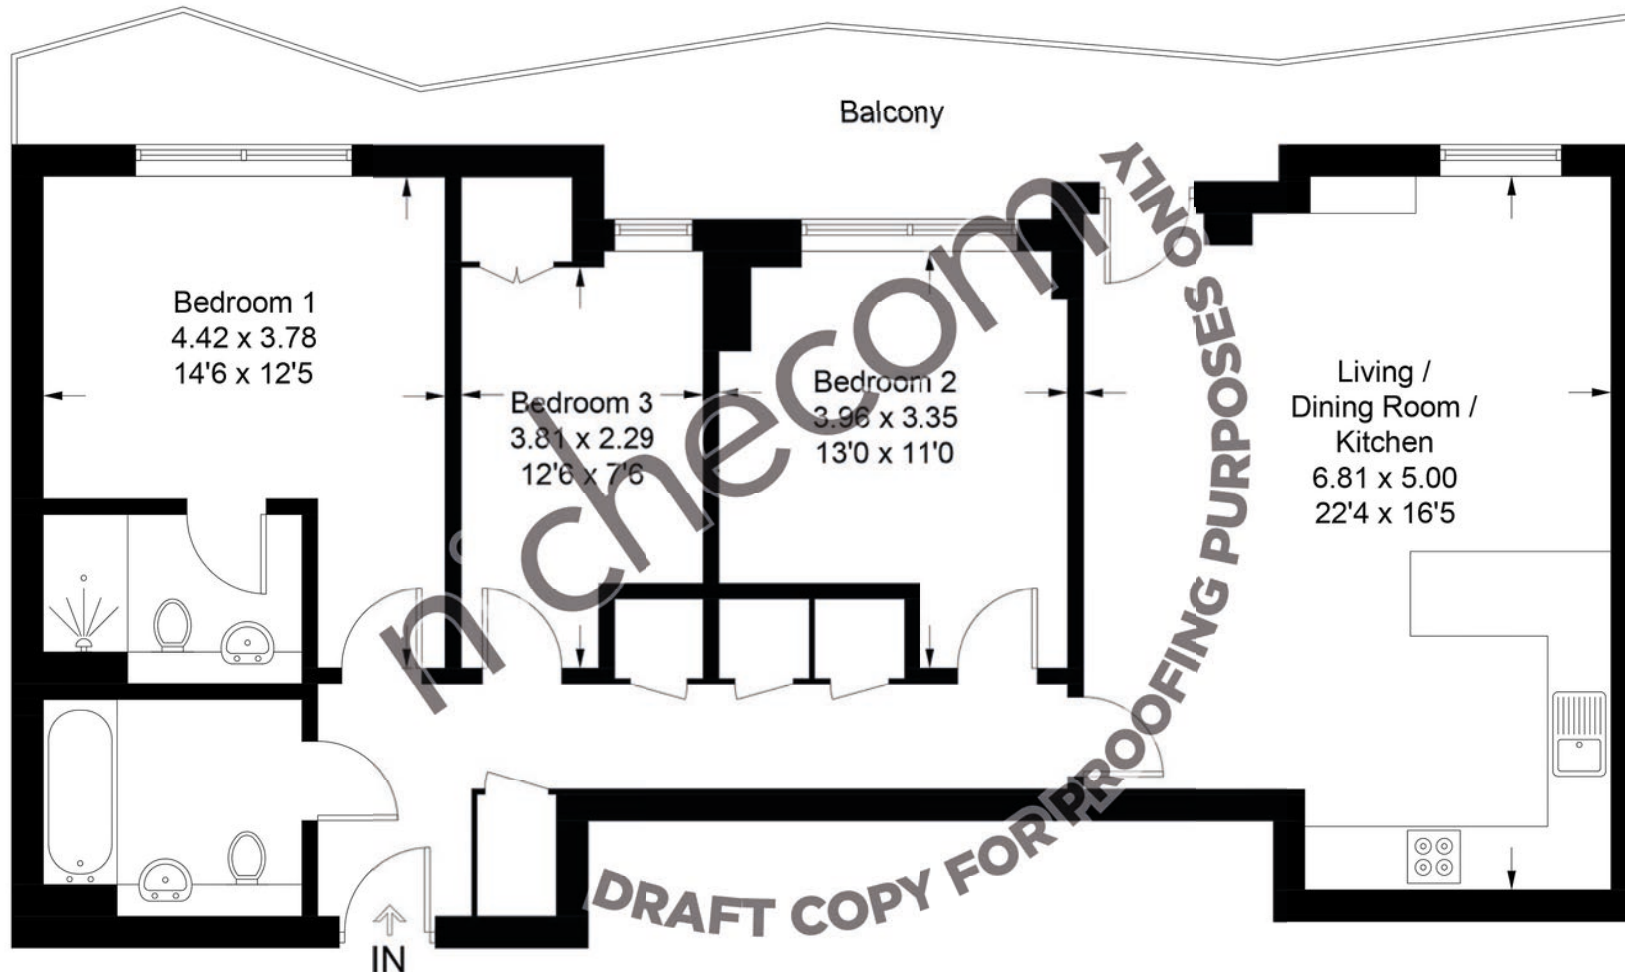 Balcony
Bedroom 1
4.42 x 3.78
14'6 x 12'5
Bedroom 3
3.81 x 2.29
12'6 x 7'6
Bedroom 2
3.96 x 3.35
13'0 x 11'0
Living /
Dining Room /
Kitchen
6.81 x 5.00
22'4 x 16'5
IN
nichecom
DRAFT COPY FOR PROOFING PURPOSES ONLY